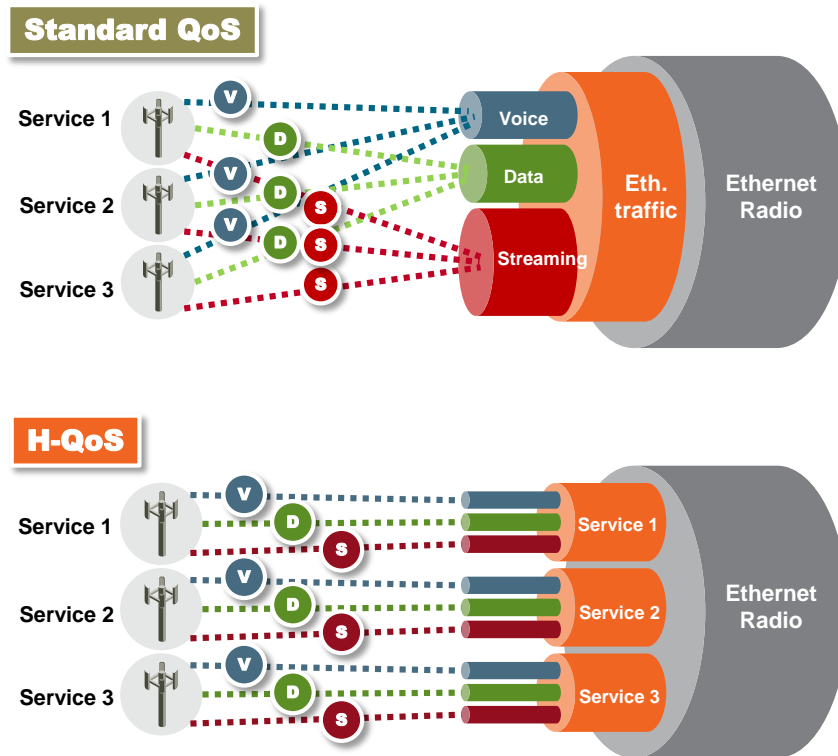 Standard QoS
Service 1
V
D
Voice
Service 2
V
D
S
Data
Eth.
traffic
Ethernet
Radio
Service 3
V
D
S
S
Streaming
H-QoS
Service 1
V
D
S
Service 1
Service 2
V
D
S
Service 2
Ethernet
Radio
Service 3
V
D
S
Service 3